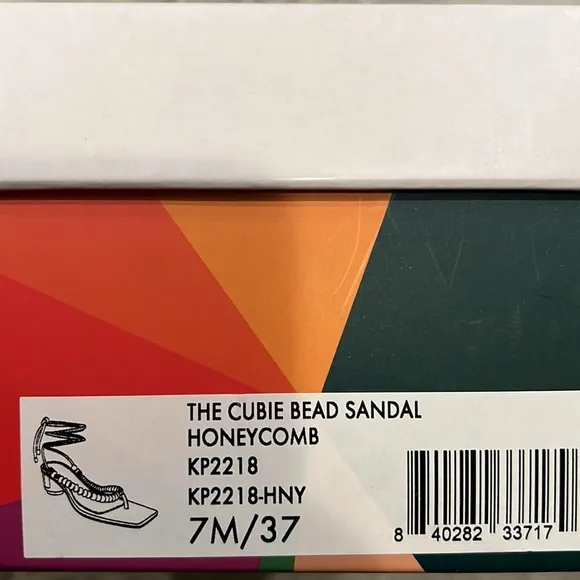 THE CUBIE BEAD SANDAL
HONEYCOMB
KP2218
KP2218-HNY
7M/37
8 40282 33717